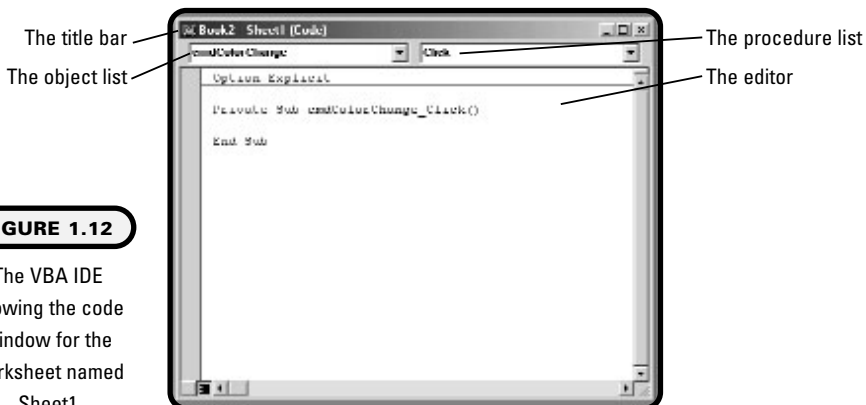 The title bar
The object list
Book2 Sheet1 (Code)
cmdColorChange
Click
The procedure list
The editor
Option Explicit
Private Sub cmdColorChange_Click()
End Sub
GURE 1.12
The VBA IDE
owing the code
indow for the
rksheet named
Sheet1